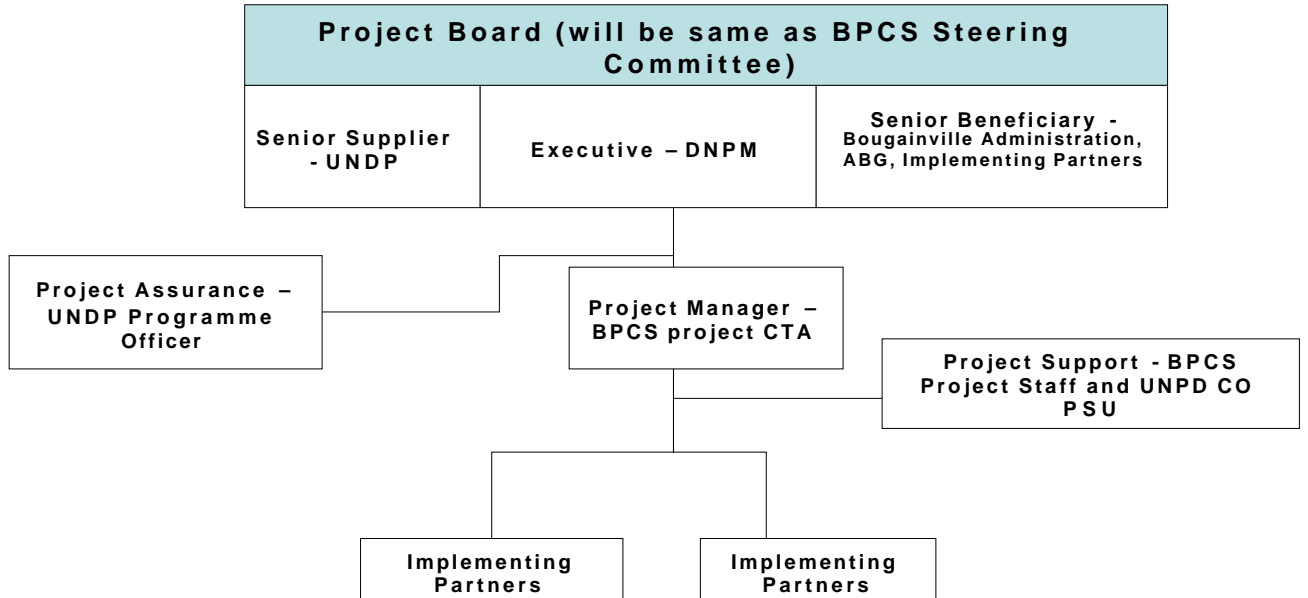 Project Board (will be same as BPCS Steering
Committee)
Senior Supplier
- UNDP
Executive – DNPM
Senior Beneficiary -
Bougainville Administration,
ABG, Implementing Partners
Project Assurance –
UNDP Programme
Officer
Project Manager –
BPCS project CTA
Project Support - BPCS
Project Staff and UNPD CO
PSU
Implementing
Partners
Implementing
Partners